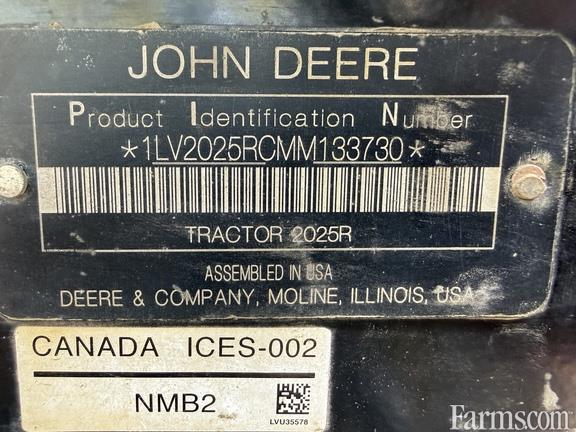 JOHN DEERE
Product Identification Number
*1LV2025RCMM133730*
TRACTOR 2025R
ASSEMBLED IN USA
DEERE & COMPANY, MOLINE, ILLINOIS, USA
CANADA ICES-002
NMB2
LVU35578
Farms.com